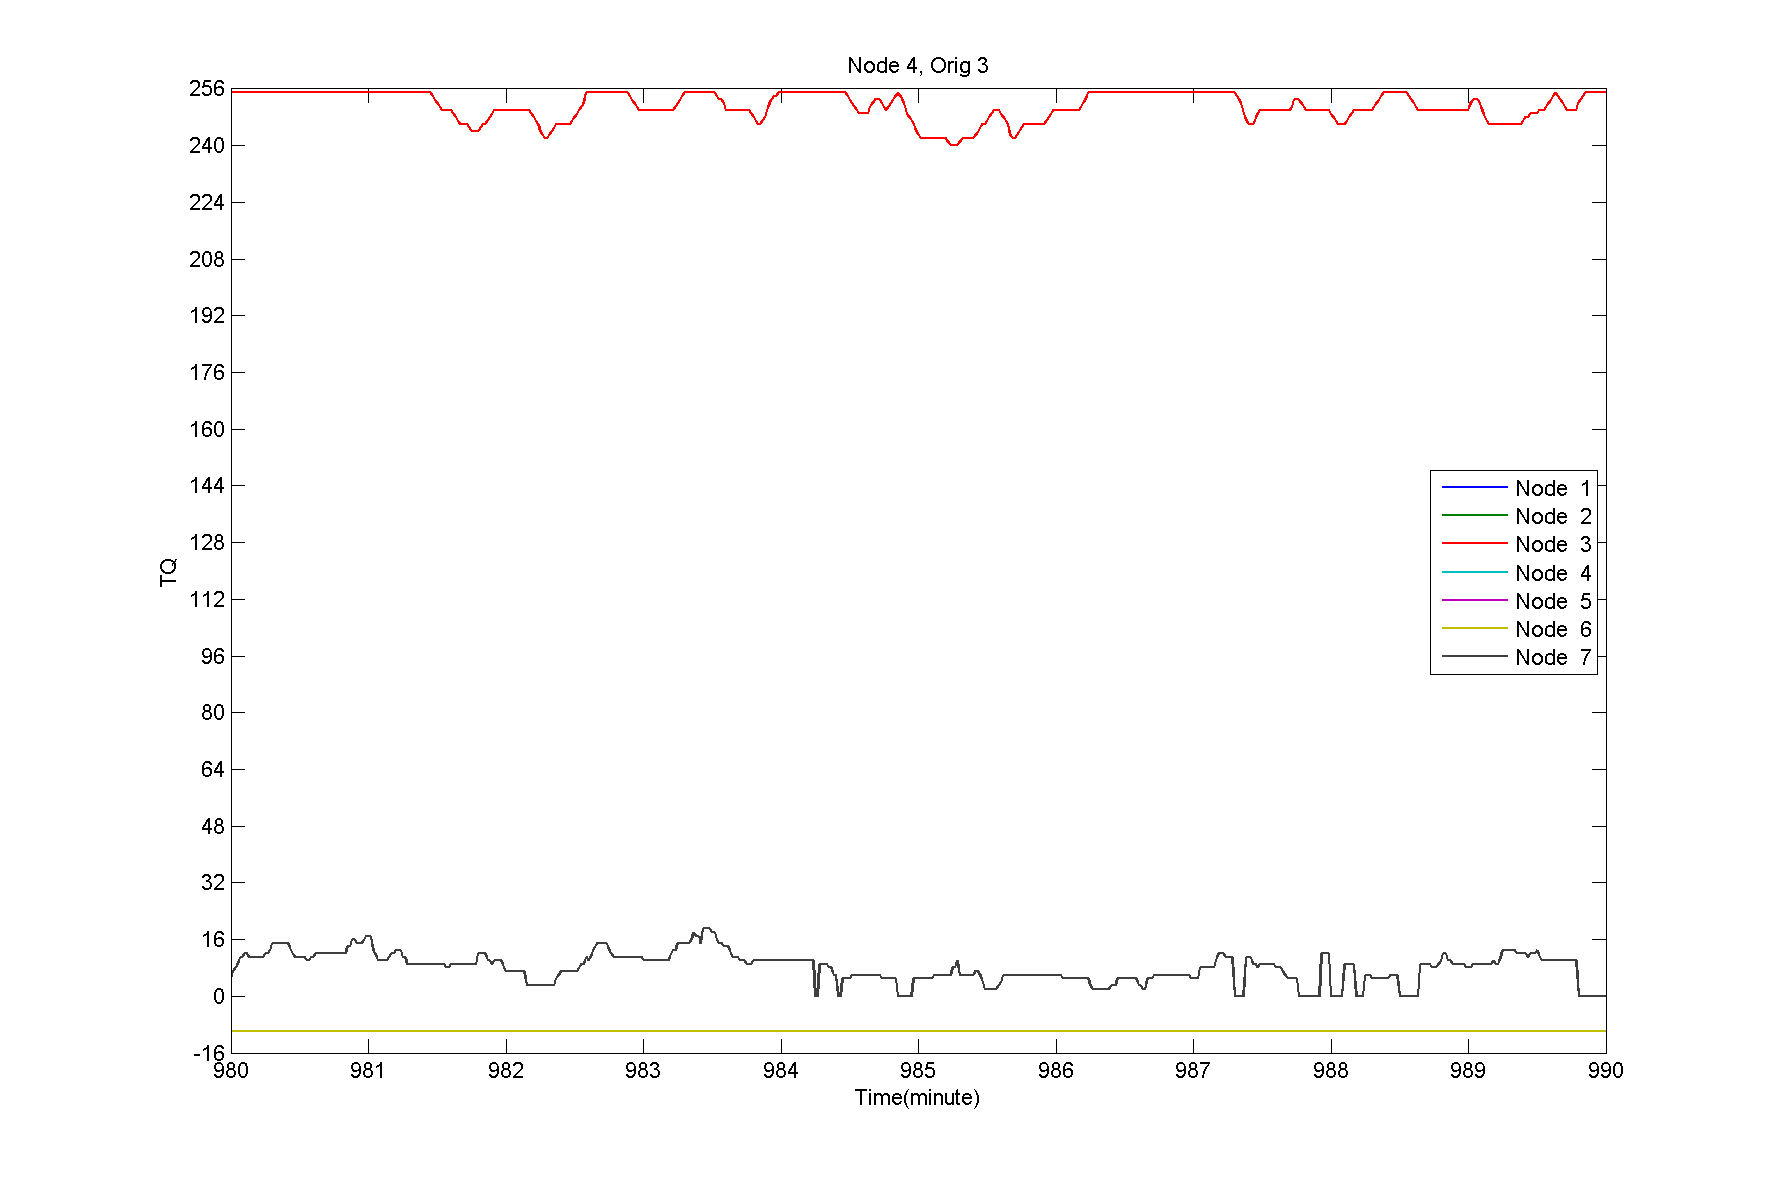 Node 4, Orig 3
256
240
224
208
192
176
160
144
128
112
96
80
64
48
32
16
0
-16
TQ
Node 1
Node 2
Node 3
Node 4
Node 5
Node 6
Node 7
980 981 982 983 984 985 986 987 988 989 990
Time(minute)